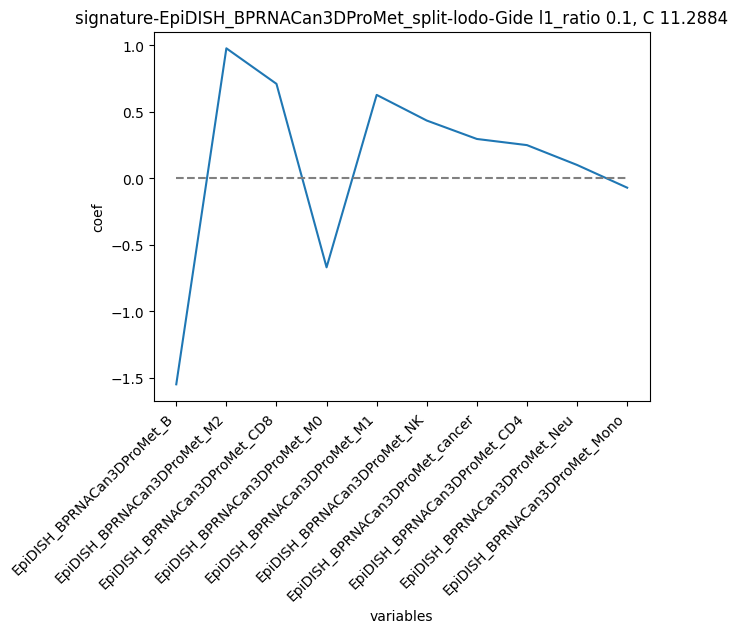 signature-EpiDISH_BPRNACan3DProMet_split-lodo-Gide l1_ratio 0.1, C 11.2884
1.0
0.5
0.0
−0.5
−1.0
−1.5
coef
EpiDISH_BPRNACan3DProMet_B
EpiDISH_BPRNACan3DProMet_M2
EpiDISH_BPRNACan3DProMet_CD8
EpiDISH_BPRNACan3DProMet_M0
EpiDISH_BPRNACan3DProMet_M1
EpiDISH_BPRNACan3DProMet_NK
EpiDISH_BPRNACan3DProMet_cancer
EpiDISH_BPRNACan3DProMet_CD4
EpiDISH_BPRNACan3DProMet_Neu
EpiDISH_BPRNACan3DProMet_Mono
variables